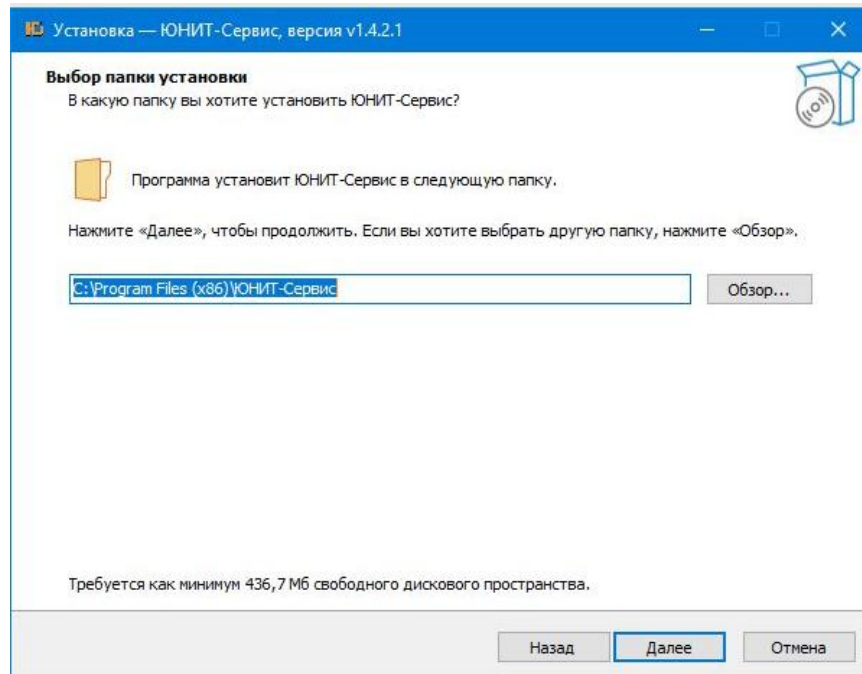 Установка — ЮНИТ-Сервис, версия v1.4.2.1
Выбор папки установки
В какую папку вы хотите установить ЮНИТ-Сервис?
Программа установит ЮНИТ-Сервис в следующую папку.
Нажмите «Далее», чтобы продолжить. Если вы хотите выбрать другую папку, нажмите «Обзор».
C:\Program Files (x86)\ЮНИТ-Сервис
Обзор...
Требуется как минимум 436,7 Мб свободного дискового пространства.
Назад Далее Отмена